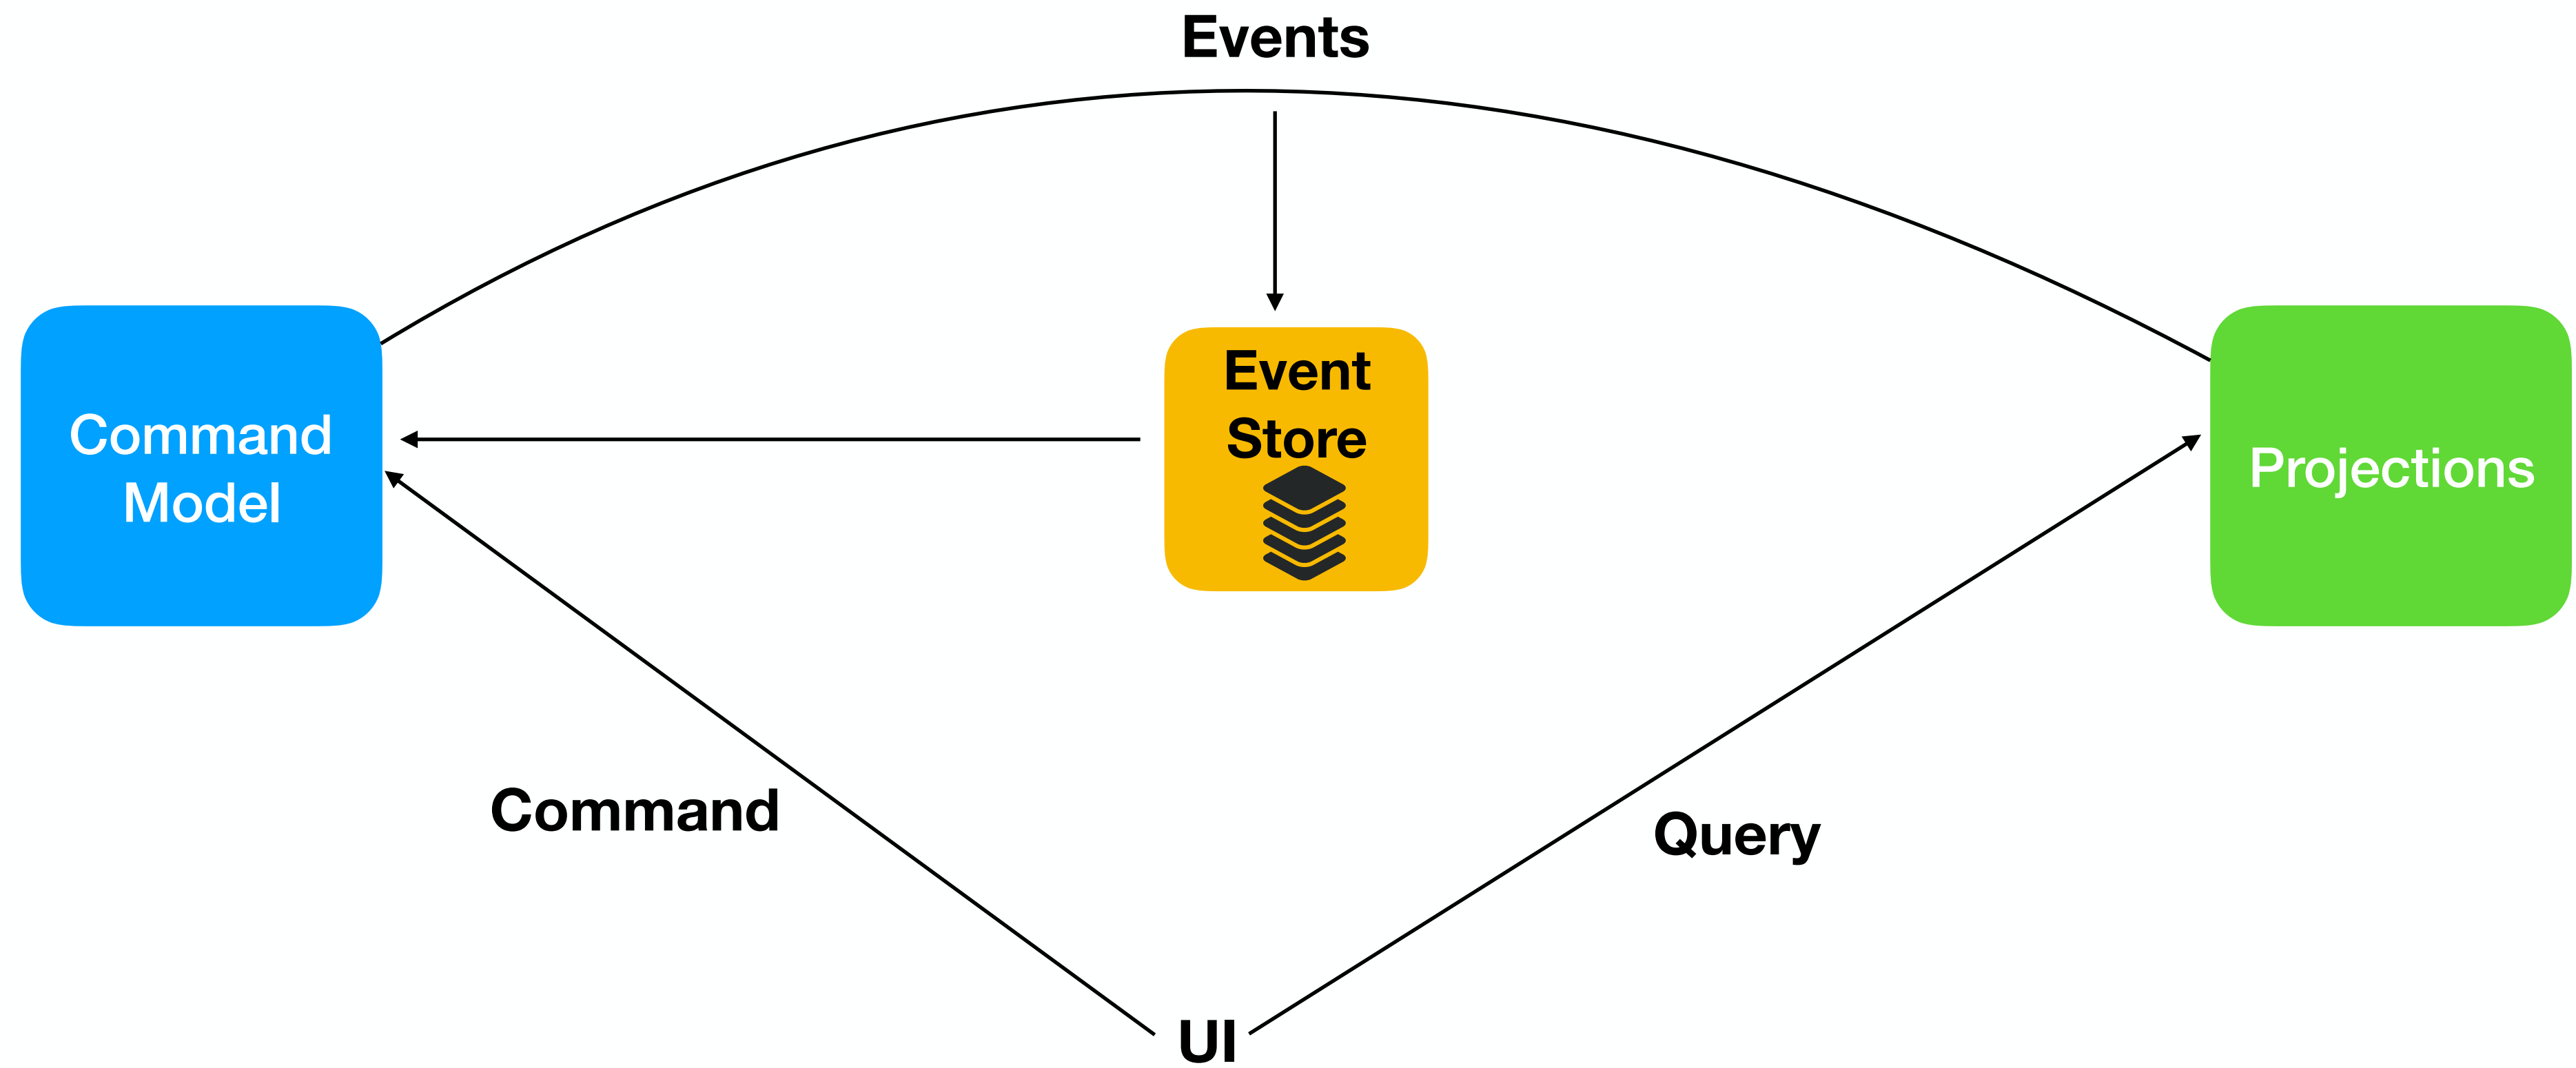 Events
Command
Model
Event
Store
Projections
Command
Query
UI